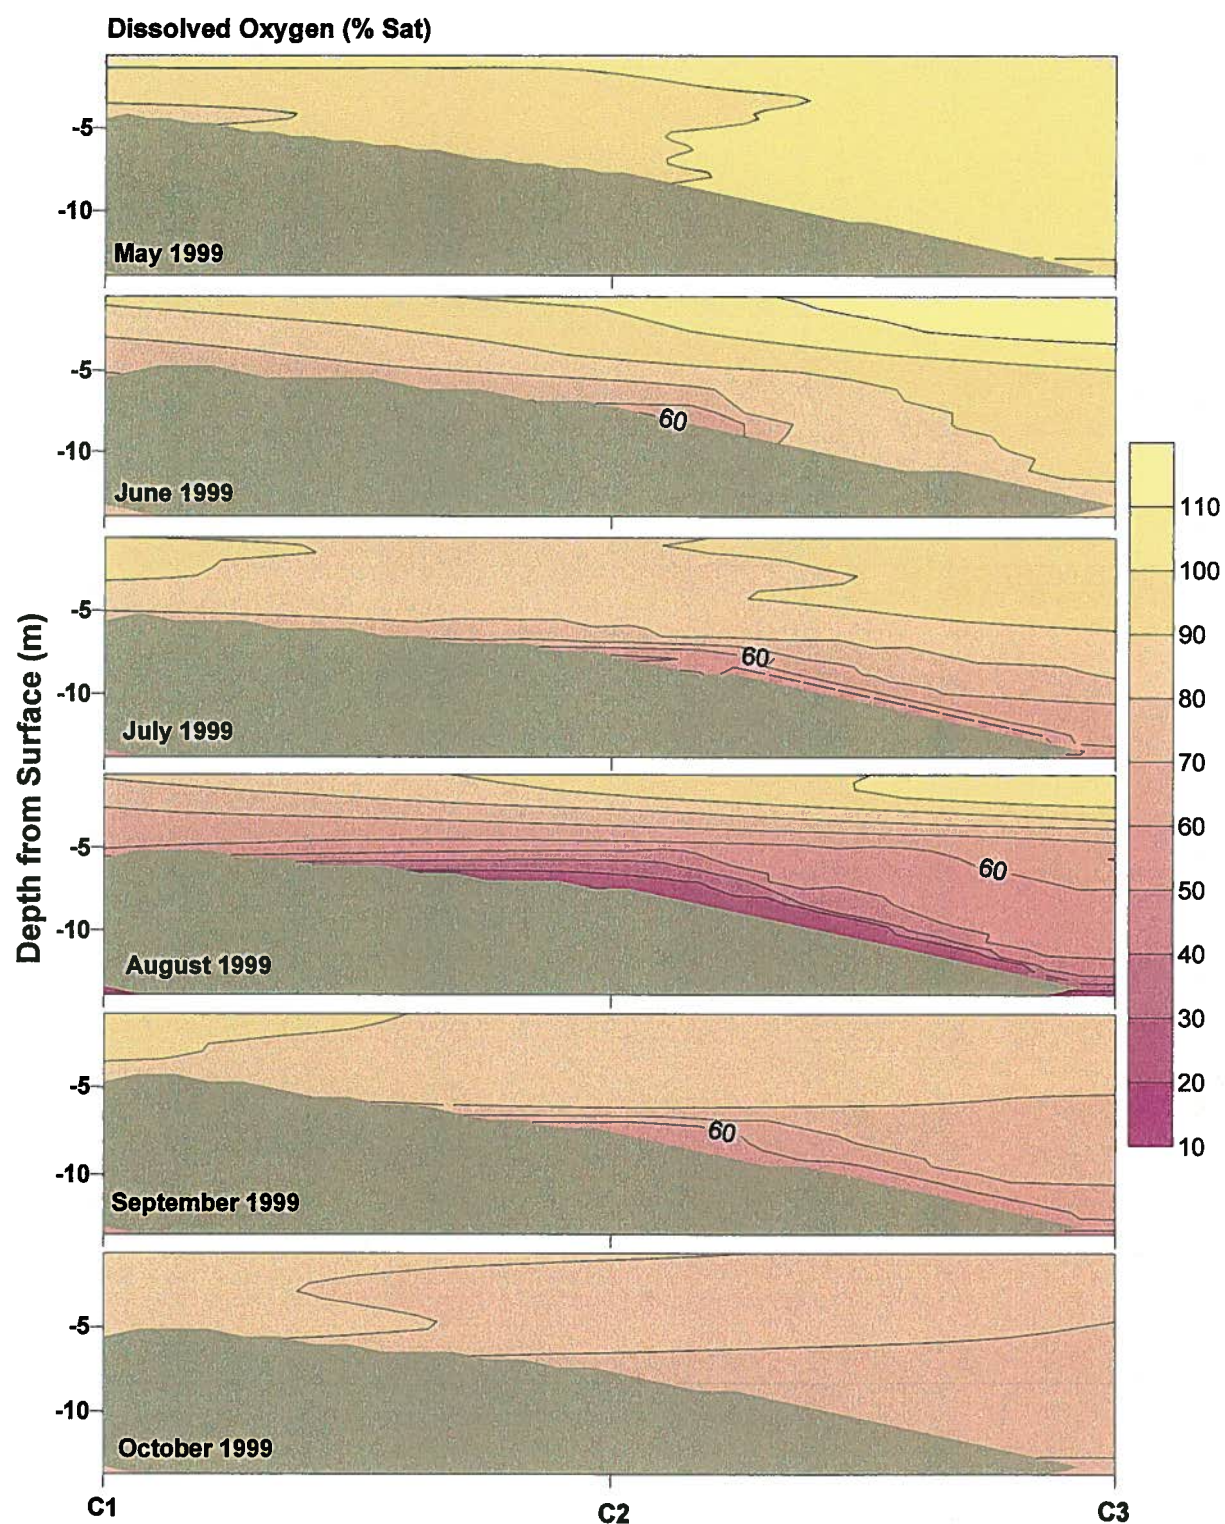 Dissolved Oxygen (% Sat)
-5
-10
May 1999
-5
60
-10
June 1999
-5
60
-10
July 1999
-5
60
-10
August 1999
-5
60
-10
September 1999
-5
-10
October 1999
C1
C2
C3
Depth from Surface (m)
110
100
90
80
70
60
50
40
30
20
10